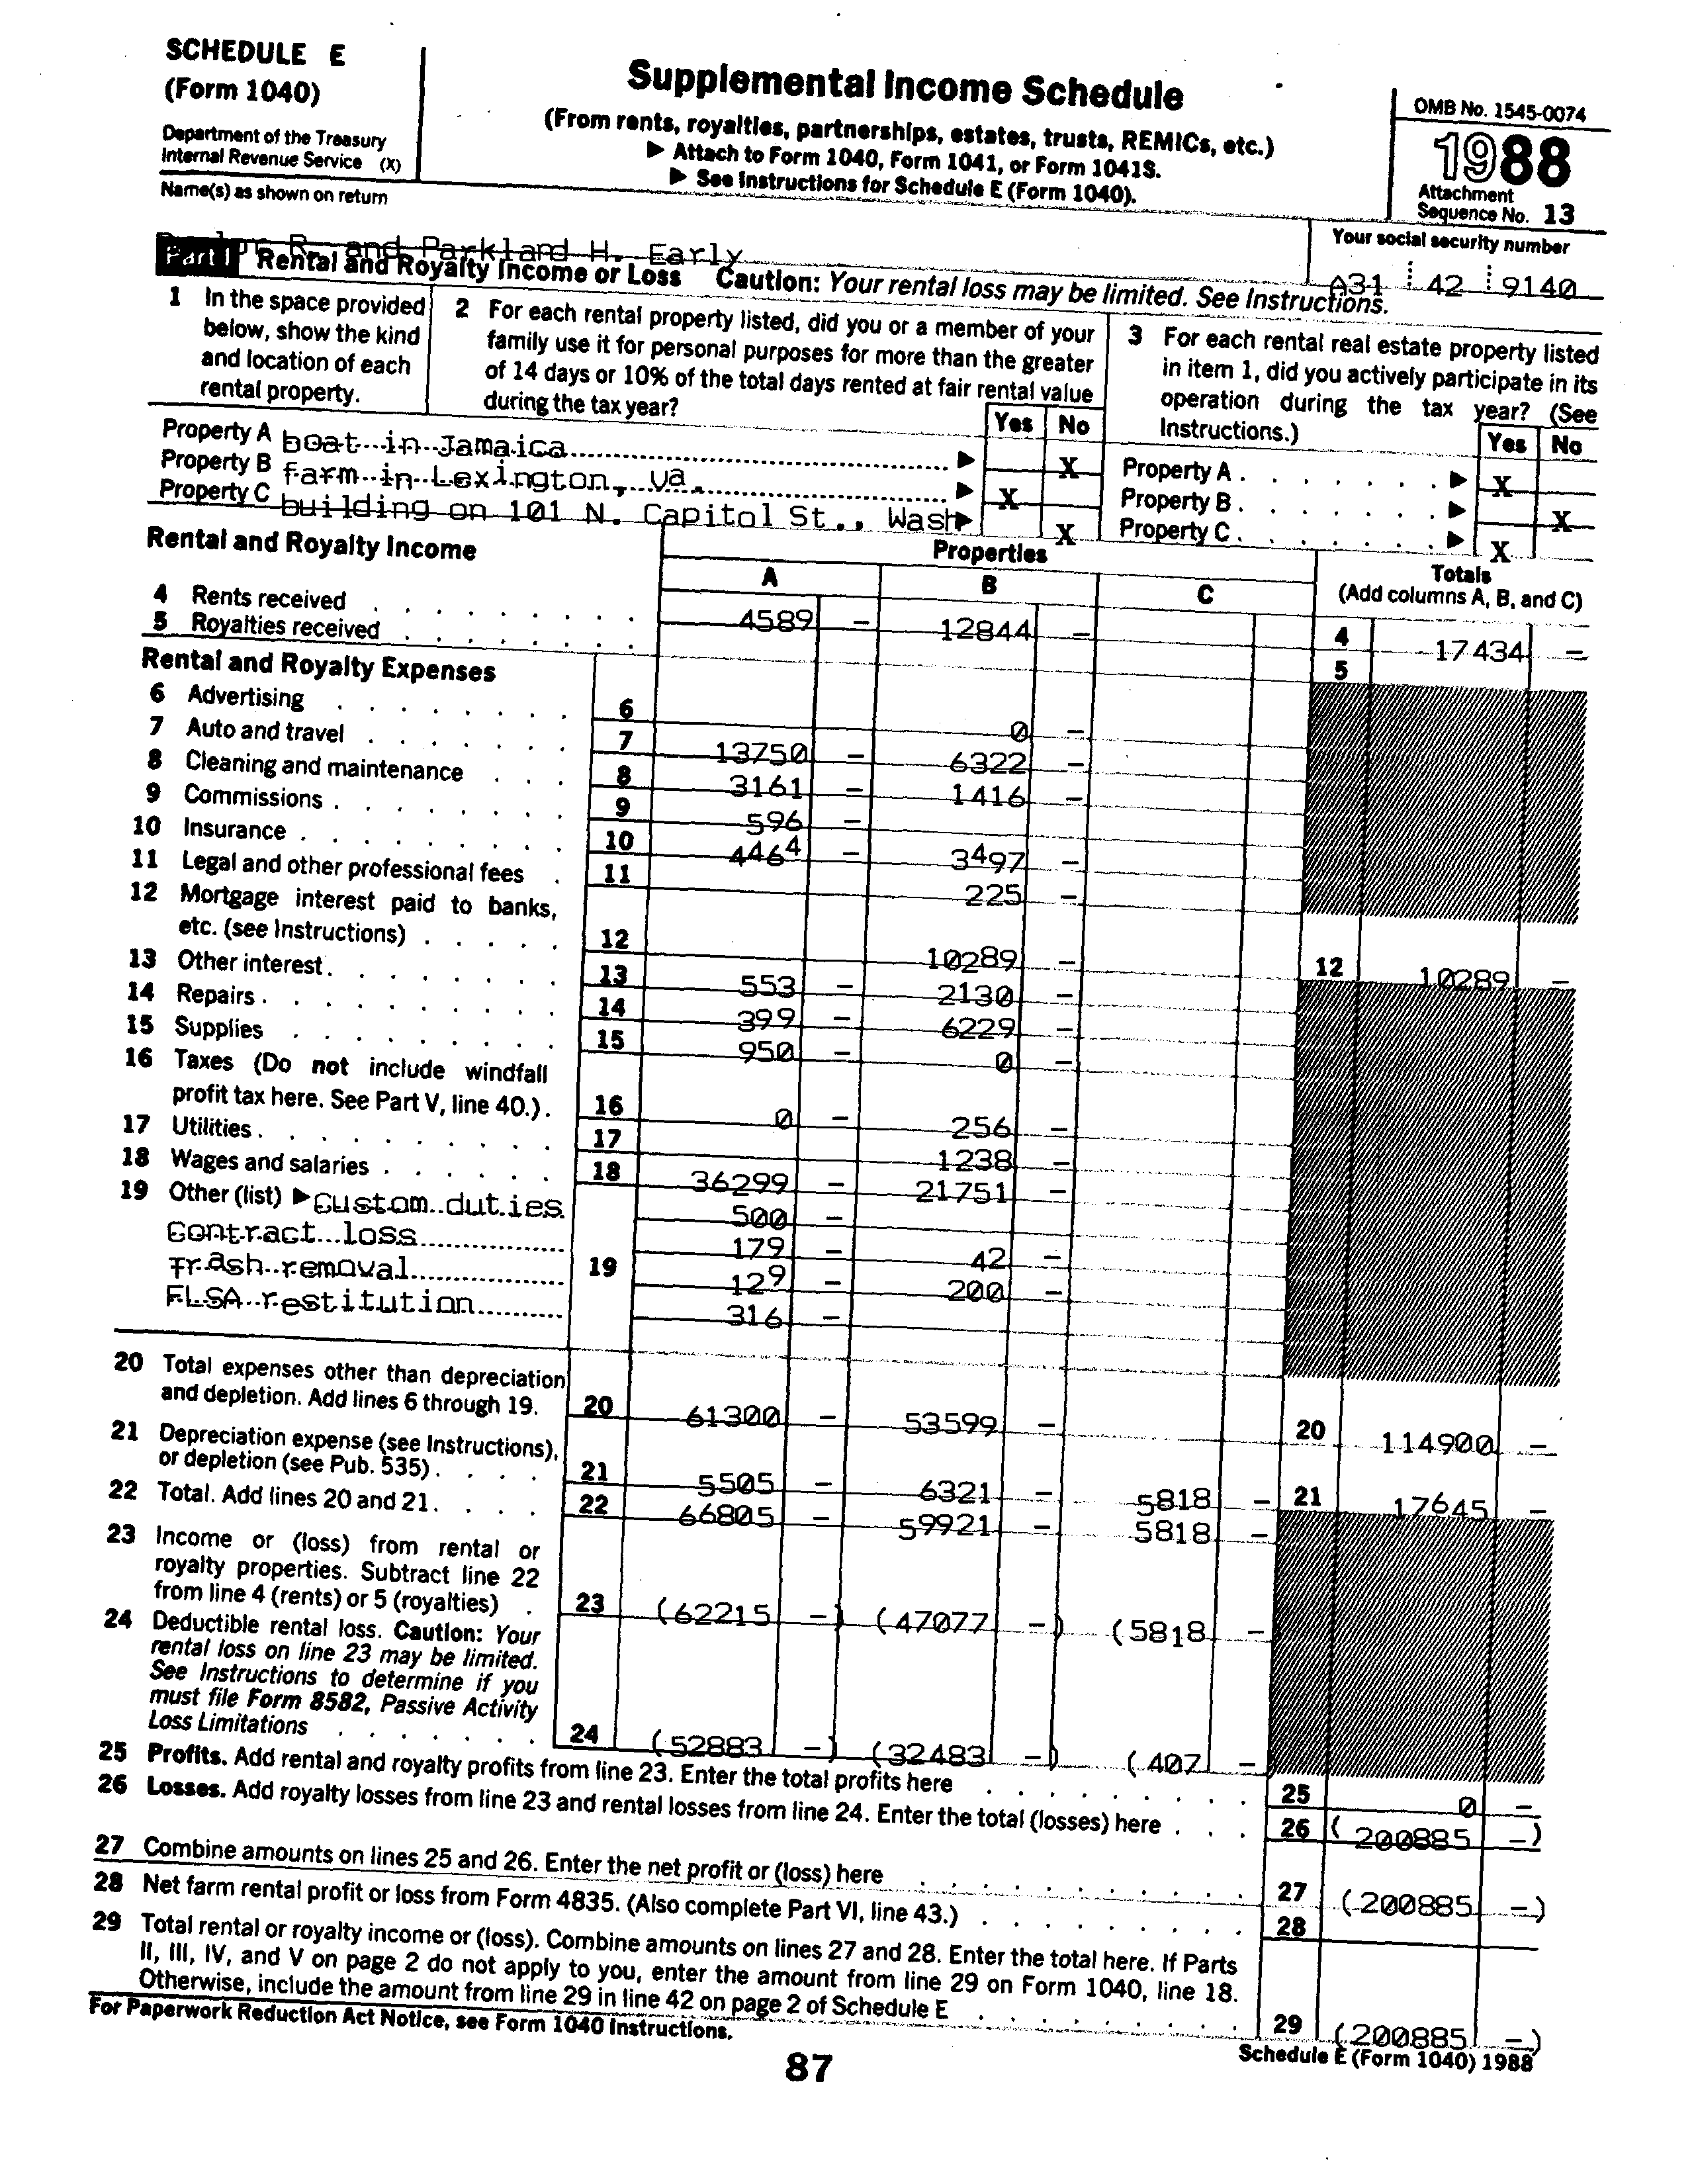 SCHEDULE E
(Form 1040)
Department of the Treasury
Internal Revenue Service (X)
Supplemental Income Schedule
(From rents, royalties, partnerships, estates, trusts, REMICs, etc.)
▶ Attach to Form 1040, Form 1041, or Form 1041S.
▶ See Instructions for Schedule E (Form 1040).
OMB No. 1545-0074
1988
Attachment
Sequence No. 13
Name(s) as shown on return
R. and Parkland H. Early
Your social security number
A31 42 9140
Part I Rental and Royalty Income or Loss Caution: Your rental loss may be limited. See Instructions.
1 In the space provided
below, show the kind
and location of each
rental property.
2 For each rental property listed, did you or a member of your
family use it for personal purposes for more than the greater
of 14 days or 10% of the total days rented at fair rental value
during the tax year?
Yes No
3 For each rental real estate property listed
in item 1, did you actively participate in its
operation during the tax year? (See
Instructions.)
Yes No
Property A boat in Jamaica ▶ X
Property B farm in Lexington, va. ▶ X
Property C building on 101 N. Capitol St., Wash ▶ X
Property A . . . . . . . ▶ X
Property B . . . . . . . ▶ X
Property C . . . . . . . ▶ X
Rental and Royalty Income
Properties
A B C
Totals
(Add columns A, B, and C)
4 Rents received 4589 – 12844 – 4 17434 –
5 Royalties received 5
Rental and Royalty Expenses
6 Advertising 6 0 –
7 Auto and travel 7 13750 – 6322 –
8 Cleaning and maintenance 8 3161 – 1416 –
9 Commissions 9 596 –
10 Insurance 10 4464 – 3497 –
11 Legal and other professional fees 11 225 –
12 Mortgage interest paid to banks,
etc. (see Instructions) 12 10289 – 12 10289 –
13 Other interest 13 553 – 2130 –
14 Repairs 14 399 – 6229 –
15 Supplies 15 950 – 0 –
16 Taxes (Do not include windfall
profit tax here. See Part V, line 40.) 16 0 – 256 –
17 Utilities 17 1238 –
18 Wages and salaries 18 36299 – 21751 –
19 Other (list) ▶ Custom duties 500 –
Contract loss 179 – 42 –
Trash removal 19 129 – 200 –
FLSA restitution 316 –
20 Total expenses other than depreciation
and depletion. Add lines 6 through 19. 20 61300 – 53599 – 20 114900 –
21 Depreciation expense (see Instructions),
or depletion (see Pub. 535) 21 5505 – 6321 – 5818 – 21 17645 –
22 Total. Add lines 20 and 21 22 66805 – 59921 – 5818 –
23 Income or (loss) from rental or
royalty properties. Subtract line 22
from line 4 (rents) or 5 (royalties) 23 (62215 –) (47077 –) (5818 –
24 Deductible rental loss. Caution: Your
rental loss on line 23 may be limited.
See Instructions to determine if you
must file Form 8582, Passive Activity
Loss Limitations 24 (52883 –) (32483 –) (407 –)
25 Profits. Add rental and royalty profits from line 23. Enter the total profits here 25 0 –
26 Losses. Add royalty losses from line 23 and rental losses from line 24. Enter the total (losses) here 26 (200885 –)
27 Combine amounts on lines 25 and 26. Enter the net profit or (loss) here 27 (200885 –)
28 Net farm rental profit or loss from Form 4835. (Also complete Part VI, line 43.) 28
29 Total rental or royalty income or (loss). Combine amounts on lines 27 and 28. Enter the total here. If Parts
II, III, IV, and V on page 2 do not apply to you, enter the amount from line 29 on Form 1040, line 18.
Otherwise, include the amount from line 29 in line 42 on page 2 of Schedule E 29 (200885 –)
For Paperwork Reduction Act Notice, see Form 1040 Instructions.
Schedule E (Form 1040) 1988
87